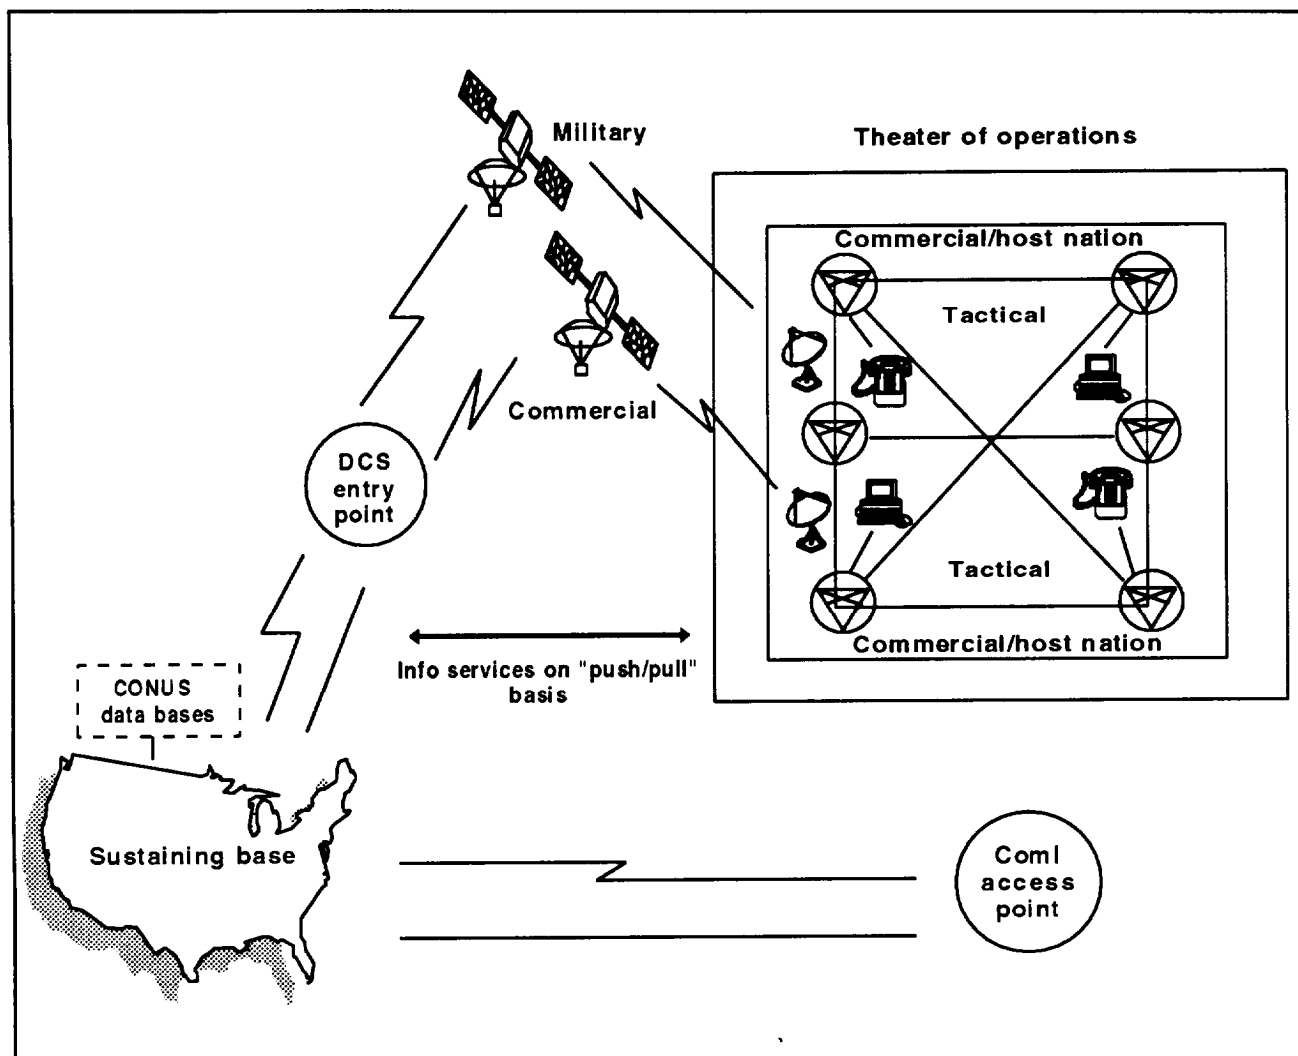 Military
Theater of operations
Commercial/host nation
Tactical
Commercial
DCS
entry
point
Tactical
Commercial/host nation
Info services on "push/pull"
basis
CONUS
data bases
Sustaining base
Coml
access
point